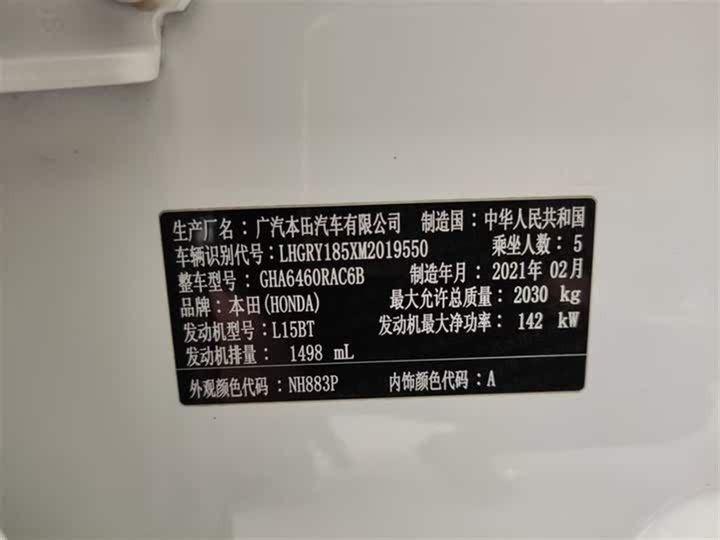 生产厂名：广汽本田汽车有限公司 制造国：中华人民共和国
车辆识别代号：LHGRY185XM2019550 乘坐人数：5
整车型号：GHA6460RAC6B 制造年月：2021年 02月
品牌：本田(HONDA) 最大允许总质量：2030 kg
发动机型号：L15BT 发动机最大净功率：142 kW
发动机排量：1498 mL
外观颜色代码：NH883P 内饰颜色代码：A